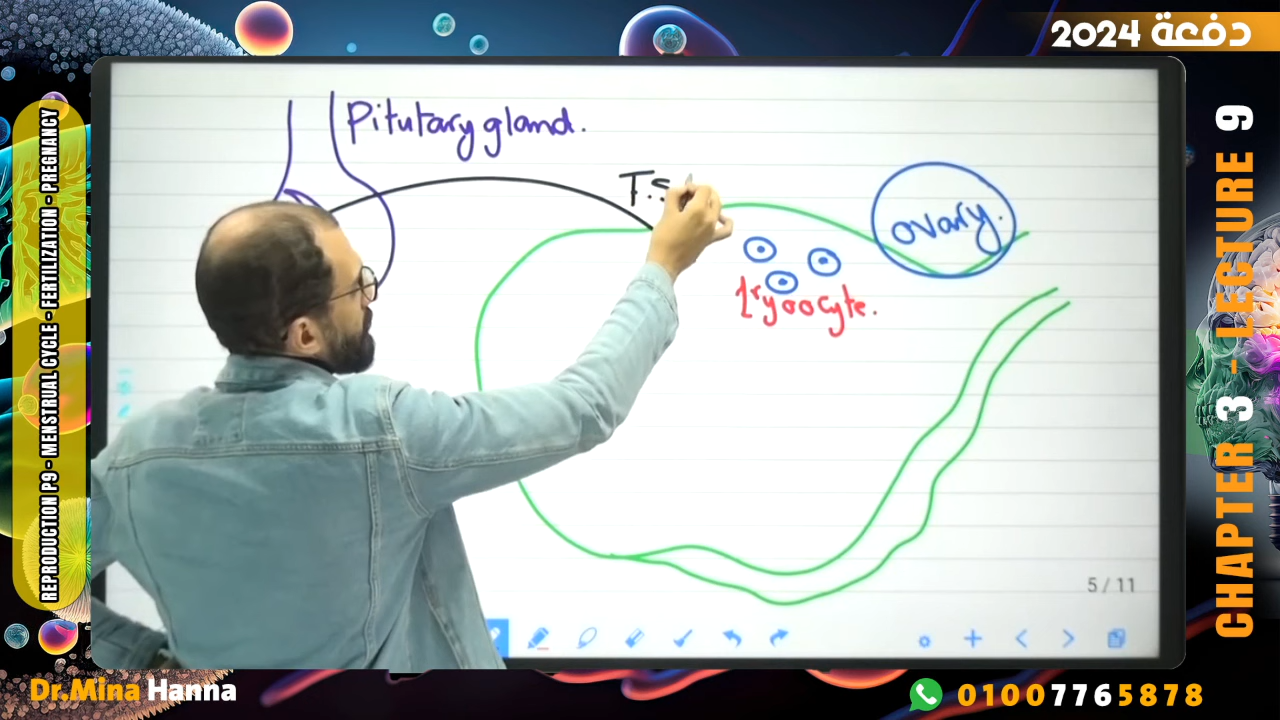 دفعة 2024
REPRODUCTION P9 - MENSTRUAL CYCLE - FERTILIZATION - PREGNANCY
Pitutary gland.
T.S
ovary.
1ry oocyte.
5 / 11
CHAPTER 3 - LECTURE 9
Dr.Mina Hanna
01007765878